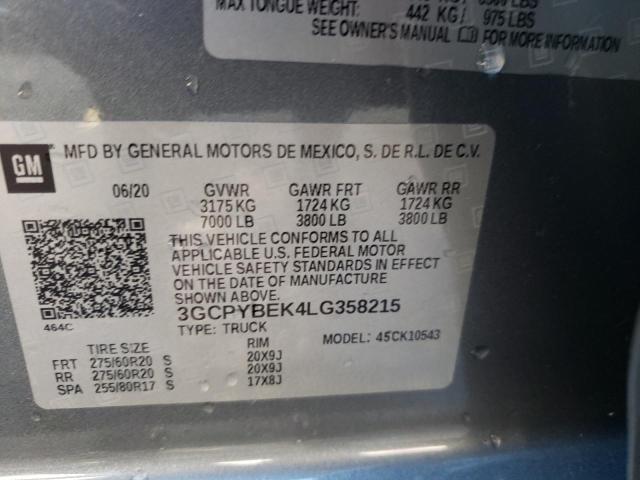 MAX TONGUE WEIGHT: 442 KG/ 975 LBS
SEE OWNER'S MANUAL FOR MORE INFORMATION
GM
MFD BY GENERAL MOTORS DE MEXICO, S. DE R.L. DE C.V.
06/20 GVWR GAWR FRT GAWR RR
3175 KG 1724 KG 1724 KG
7000 LB 3800 LB 3800 LB
THIS VEHICLE CONFORMS TO ALL
APPLICABLE U.S. FEDERAL MOTOR
VEHICLE SAFETY STANDARDS IN EFFECT
ON THE DATE OF MANUFACTURE
SHOWN ABOVE.
464C
3GCPYBEK4LG358215
TYPE: TRUCK MODEL: 45CK10543
TIRE SIZE RIM
FRT 275/60R20 S 20X9J
RR 275/60R20 S 20X9J
SPA 255/80R17 S 17X8J